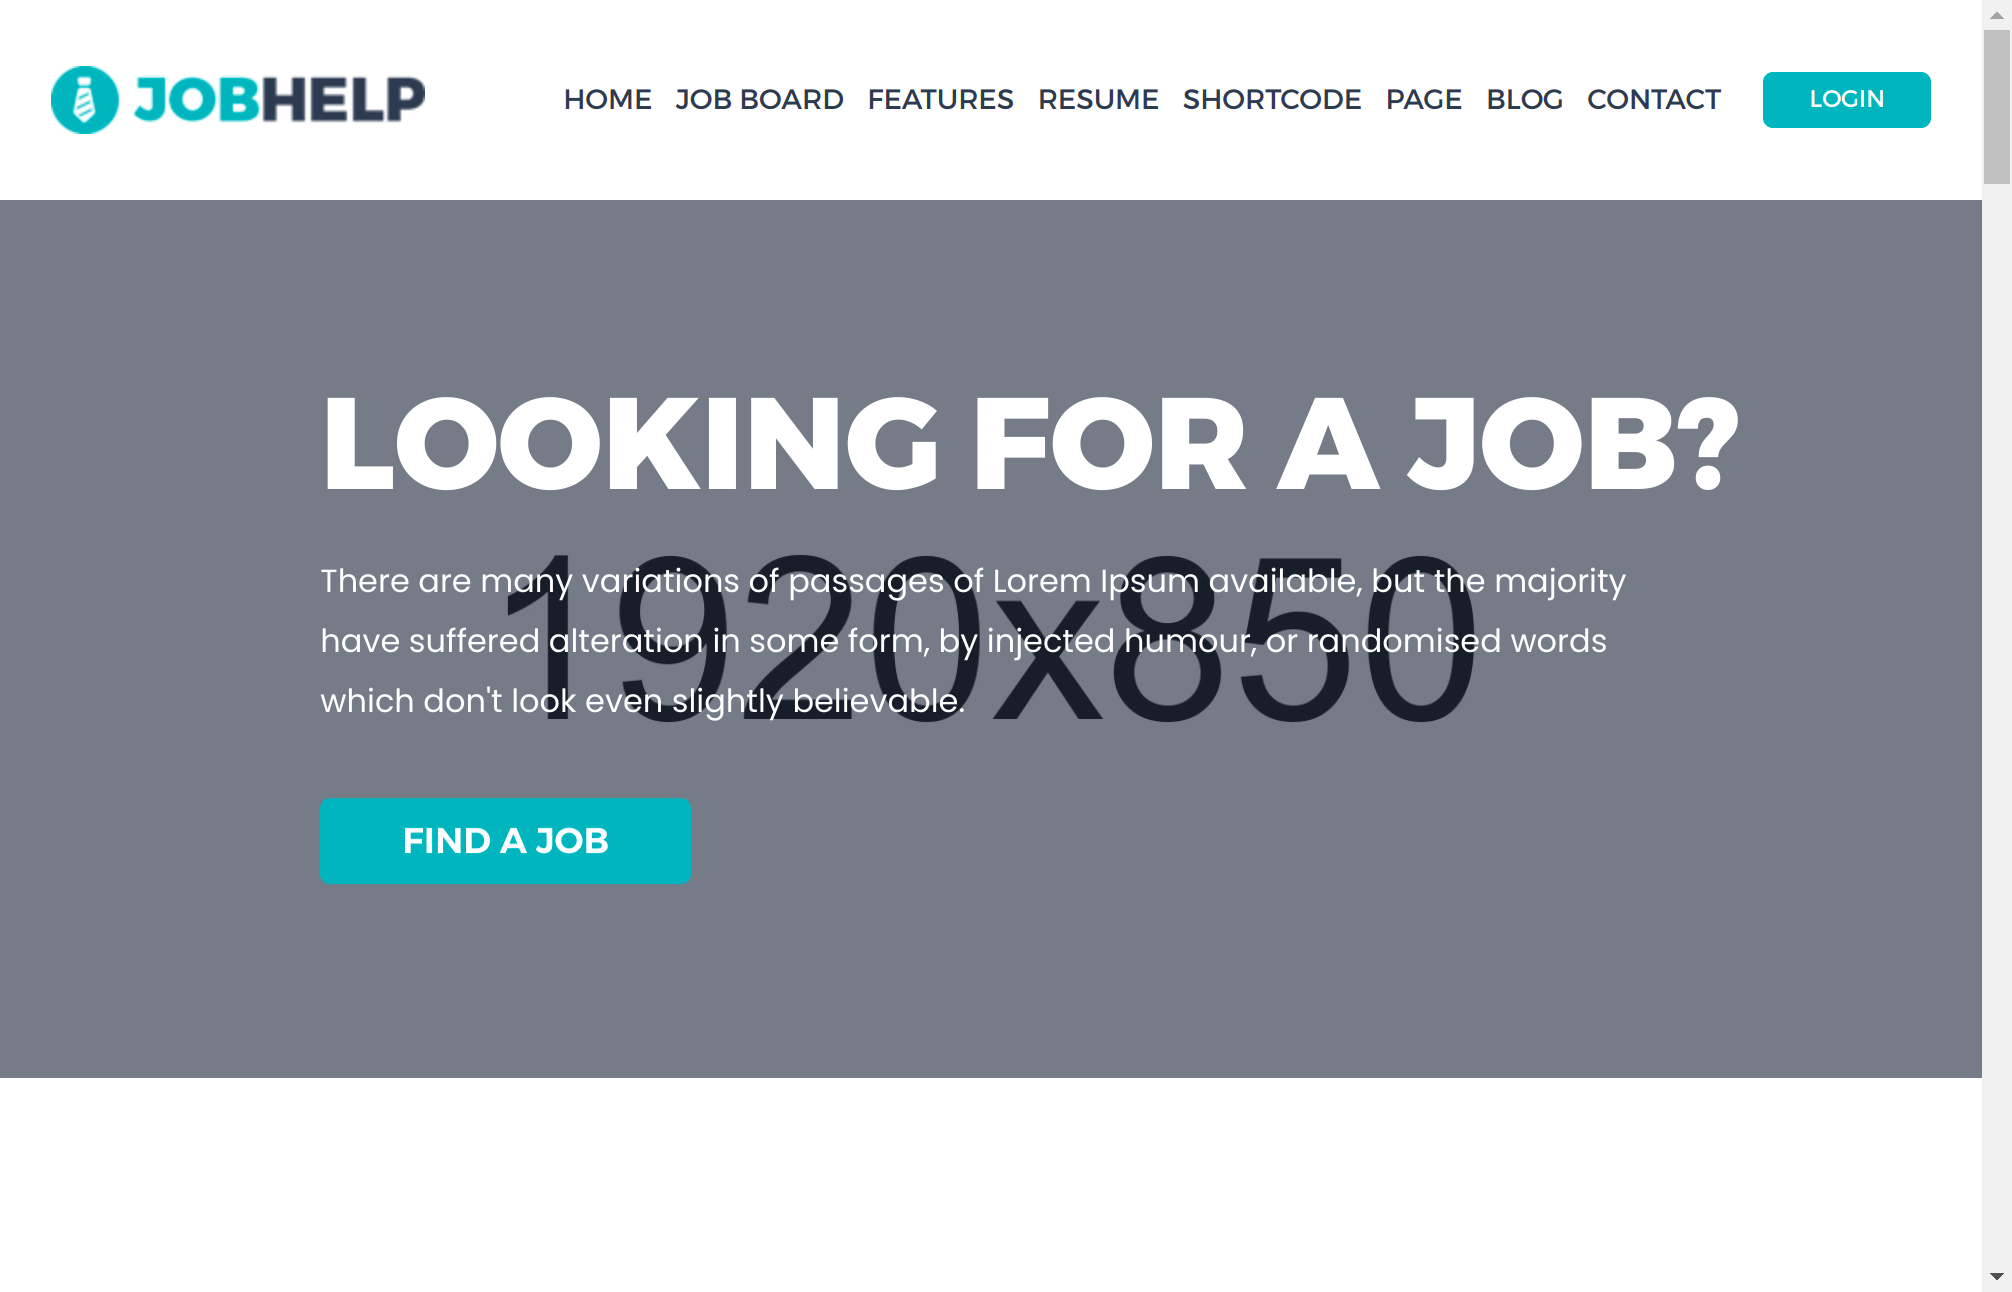 JOBHELP
HOME JOB BOARD FEATURES RESUME SHORTCODE PAGE BLOG CONTACT LOGIN
LOOKING FOR A JOB?
1920x850
There are many variations of passages of Lorem Ipsum available, but the majority
have suffered alteration in some form, by injected humour, or randomised words
which don't look even slightly believable.
FIND A JOB